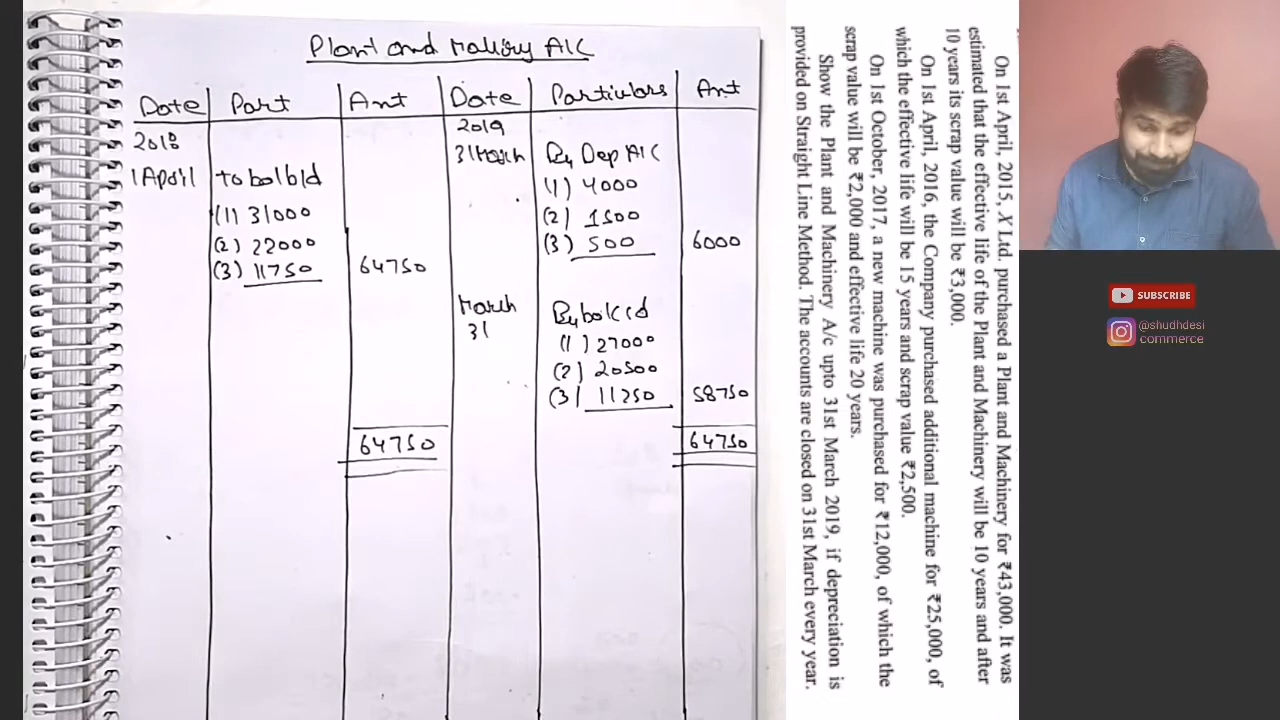 Plant and Mahinry A/C
Date Part Amt Date Particulars Amt
2018
1 April To bal b/d
(1) 31000
(2) 22000
(3) 11750 64750
64750
2019
31 March By Dep A/C
(1) 4000
(2) 1500
(3) 500 6000
March
31 By bal c/d
(1) 27000
(2) 20500
(3) 11250 58750
64750
On 1st April, 2015, X Ltd. purchased a Plant and Machinery for ₹43,000. It was
estimated that the effective life of the Plant and Machinery will be 10 years and after
10 years its scrap value will be ₹3,000.
On 1st April, 2016, the Company purchased additional machine for ₹25,000, of
which the effective life will be 15 years and scrap value ₹2,500.
On 1st October, 2017, a new machine was purchased for ₹12,000, of which the
scrap value will be ₹2,000 and effective life 20 years.
Show the Plant and Machinery A/c upto 31st March 2019, if depreciation is
provided on Straight Line Method. The accounts are closed on 31st March every year.
SUBSCRIBE
@shudhdesi
commerce